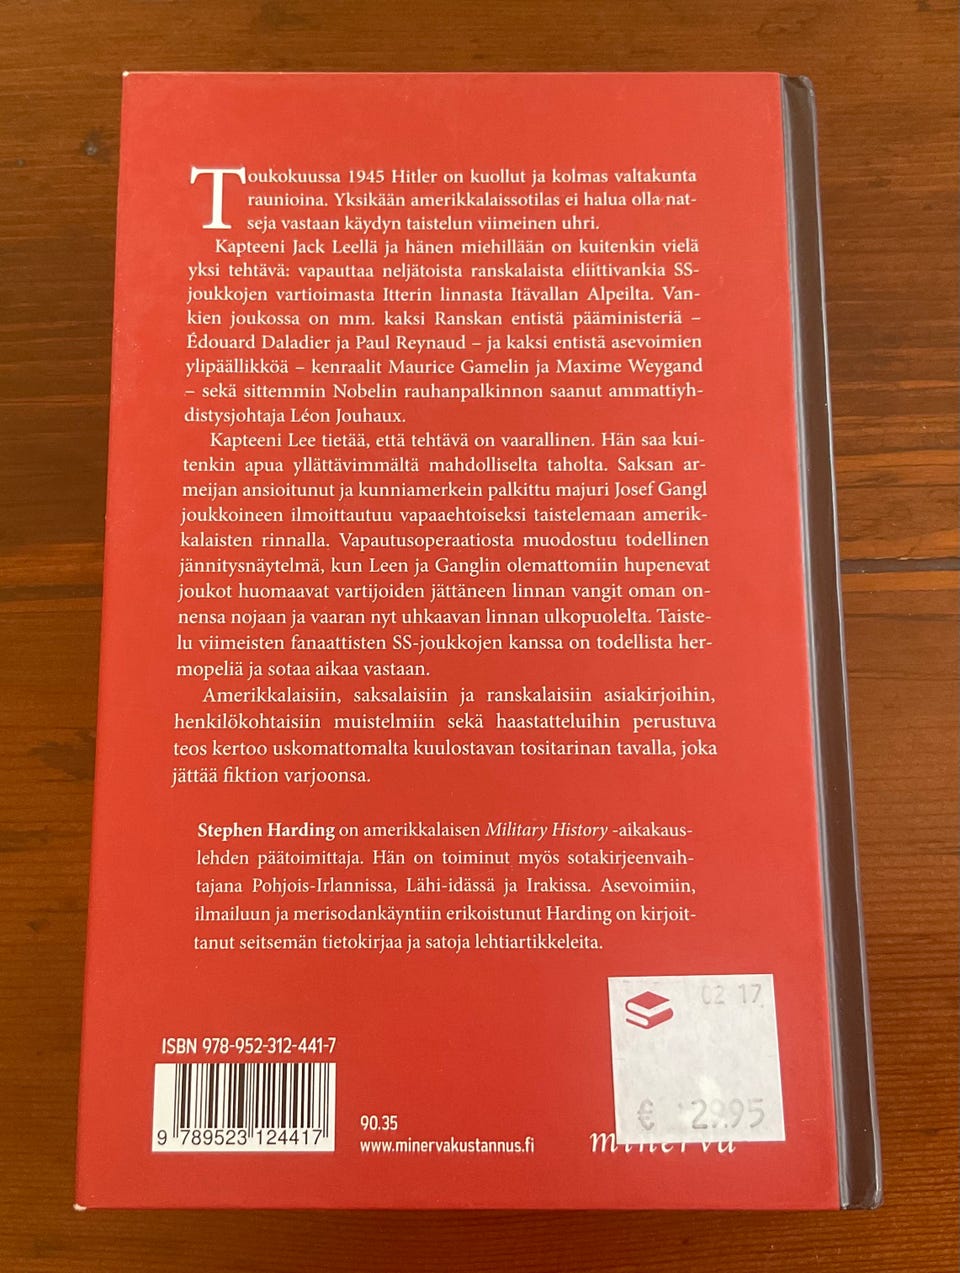 Toukokuussa 1945 Hitler on kuollut ja kolmas valtakunta
raunioina. Yksikään amerikkalaissotilas ei halua olla nat-
seja vastaan käydyn taistelun viimeinen uhri.
Kapteeni Jack Leellä ja hänen miehillään on kuitenkin vielä
yksi tehtävä: vapauttaa neljätoista ranskalaista eliittivankia SS-
joukkojen vartioimasta Itterin linnasta Itävallan Alpeilta. Van-
kien joukossa on mm. kaksi Ranskan entistä pääministeriä –
Édouard Daladier ja Paul Reynaud – ja kaksi entistä asevoimien
ylipäällikköä – kenraalit Maurice Gamelin ja Maxime Weygand
– sekä sittemmin Nobelin rauhanpalkinnon saanut ammattiyh-
distysjohtaja Léon Jouhaux.
Kapteeni Lee tietää, että tehtävä on vaarallinen. Hän saa kui-
tenkin apua yllättävimmältä mahdolliselta taholta. Saksan ar-
meijan ansioitunut ja kunniamerkein palkittu majuri Josef Gangl
joukkoineen ilmoittautuu vapaaehtoiseksi taistelemaan amerik-
kalaisten rinnalla. Vapautusoperaatiosta muodostuu todellinen
jännitysnäytelmä, kun Leen ja Ganglin olemattomiin hupenevat
joukot huomaavat vartijoiden jättäneen linnan vangit oman on-
nensa nojaan ja vaaran nyt uhkaavan linnan ulkopuolelta. Taiste-
lu viimeisten fanaattisten SS-joukkojen kanssa on todellista her-
mopeliä ja sotaa aikaa vastaan.
Amerikkalaisiin, saksalaisiin ja ranskalaisiin asiakirjoihin,
henkilökohtaisiin muistelmiin sekä haastatteluihin perustuva
teos kertoo uskomattomalta kuulostavan tositarinan tavalla, joka
jättää fiktion varjoonsa.
Stephen Harding on amerikkalaisen Military History -aikakaus-
lehden päätoimittaja. Hän on toiminut myös sotakirjeenvaih-
tajana Pohjois-Irlannissa, Lähi-idässä ja Irakissa. Asevoimiin,
ilmailuun ja merisodankäyntiin erikoistunut Harding on kirjoit-
tanut seitsemän tietokirjaa ja satoja lehtiartikkeleita.
02 17
€ 29.95
ISBN 978-952-312-441-7
9 789523 124417
90.35
www.minervakustannus.fi
minerva